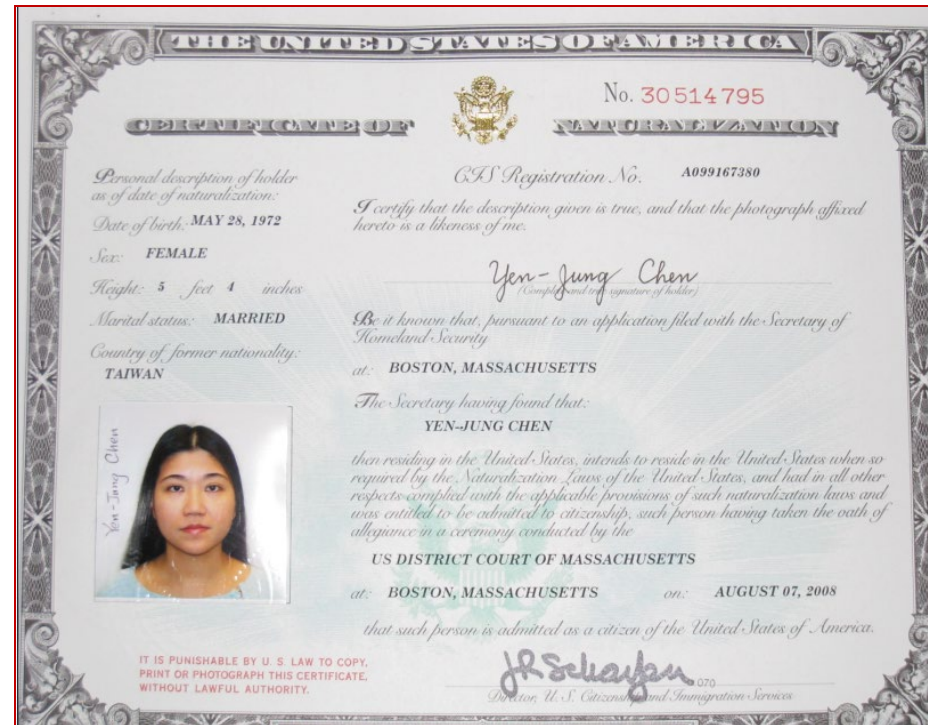 THE UNITED STATES OF AMERICA
No. 30514795
CERTIFICATE OF NATURALIZATION
Personal description of holder
as of date of naturalization:
Date of birth: MAY 28, 1972
Sex: FEMALE
Height: 5 feet 4 inches
Marital status: MARRIED
Country of former nationality:
TAIWAN
Yen-Jung Chen
IT IS PUNISHABLE BY U. S. LAW TO COPY,
PRINT OR PHOTOGRAPH THIS CERTIFICATE,
WITHOUT LAWFUL AUTHORITY.
CIS Registration No. A099167380
I certify that the description given is true, and that the photograph affixed
hereto is a likeness of me.
Yen-Jung Chen
(Complete and true signature of holder)
Be it known that, pursuant to an application filed with the Secretary of
Homeland Security
at: BOSTON, MASSACHUSETTS
The Secretary having found that:
YEN-JUNG CHEN
then residing in the United States, intends to reside in the United States when so
required by the Naturalization Laws of the United States, and had in all other
respects complied with the applicable provisions of such naturalization laws and
was entitled to be admitted to citizenship, such person having taken the oath of
allegiance in a ceremony conducted by the
US DISTRICT COURT OF MASSACHUSETTS
at: BOSTON, MASSACHUSETTS on: AUGUST 07, 2008
that such person is admitted as a citizen of the United States of America.
070
Director, U. S. Citizenship and Immigration Services